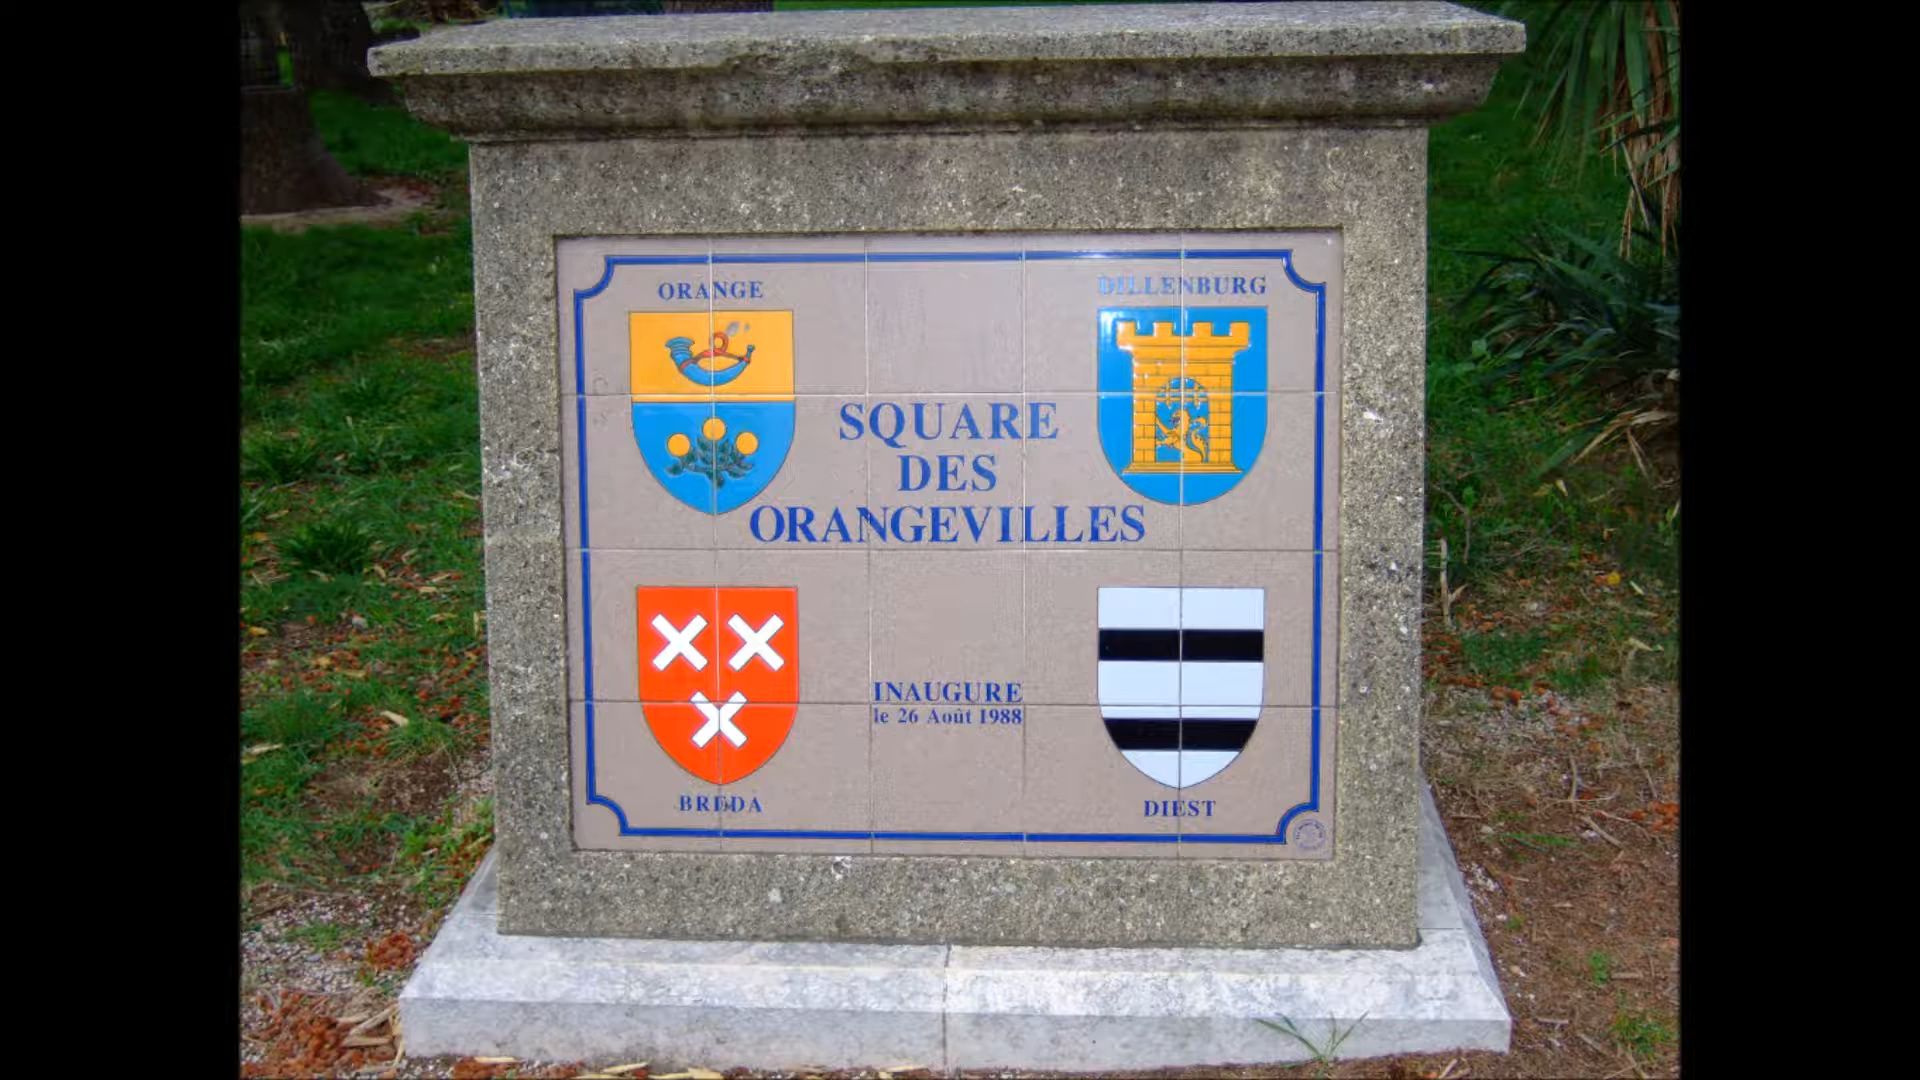 ORANGE
DILLENBURG
SQUARE
DES
ORANGEVILLES
INAUGURE
le 26 Août 1988
BREDA
DIEST